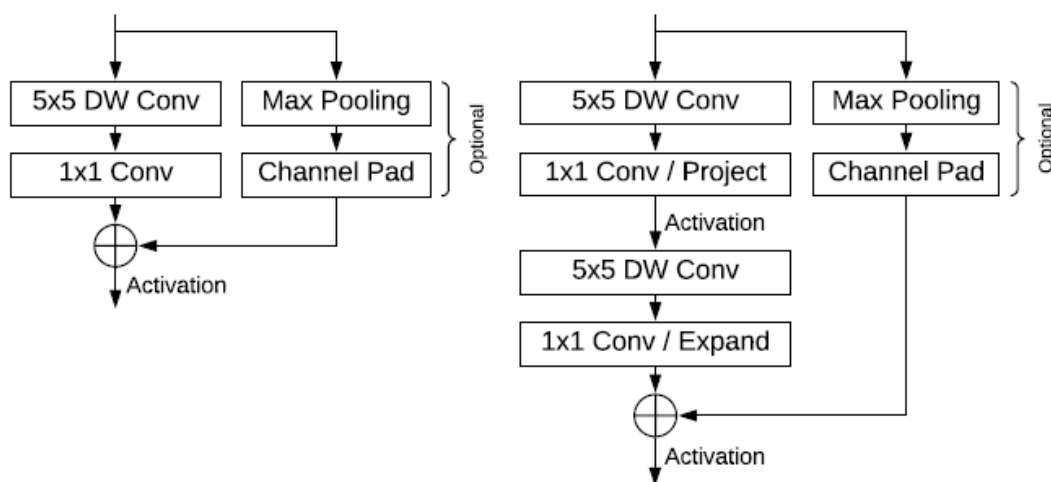 5x5 DW Conv
Max Pooling
1x1 Conv
Channel Pad
Optional
Activation
5x5 DW Conv
Max Pooling
1x1 Conv / Project
Channel Pad
Optional
Activation
5x5 DW Conv
1x1 Conv / Expand
Activation